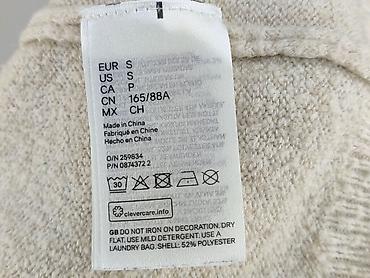 EUR S
US S
CA P
CN 165/88A
MX CH
Made in China
Fabriqué en Chine
Hecho en China
O/N 259834
P/N 0874372 2
30
clevercare.info
GB DO NOT IRON ON DECORATION. DRY
FLAT. USE MILD DETERGENT. USE A
LAUNDRY BAG. SHELL: 52% POLYESTER